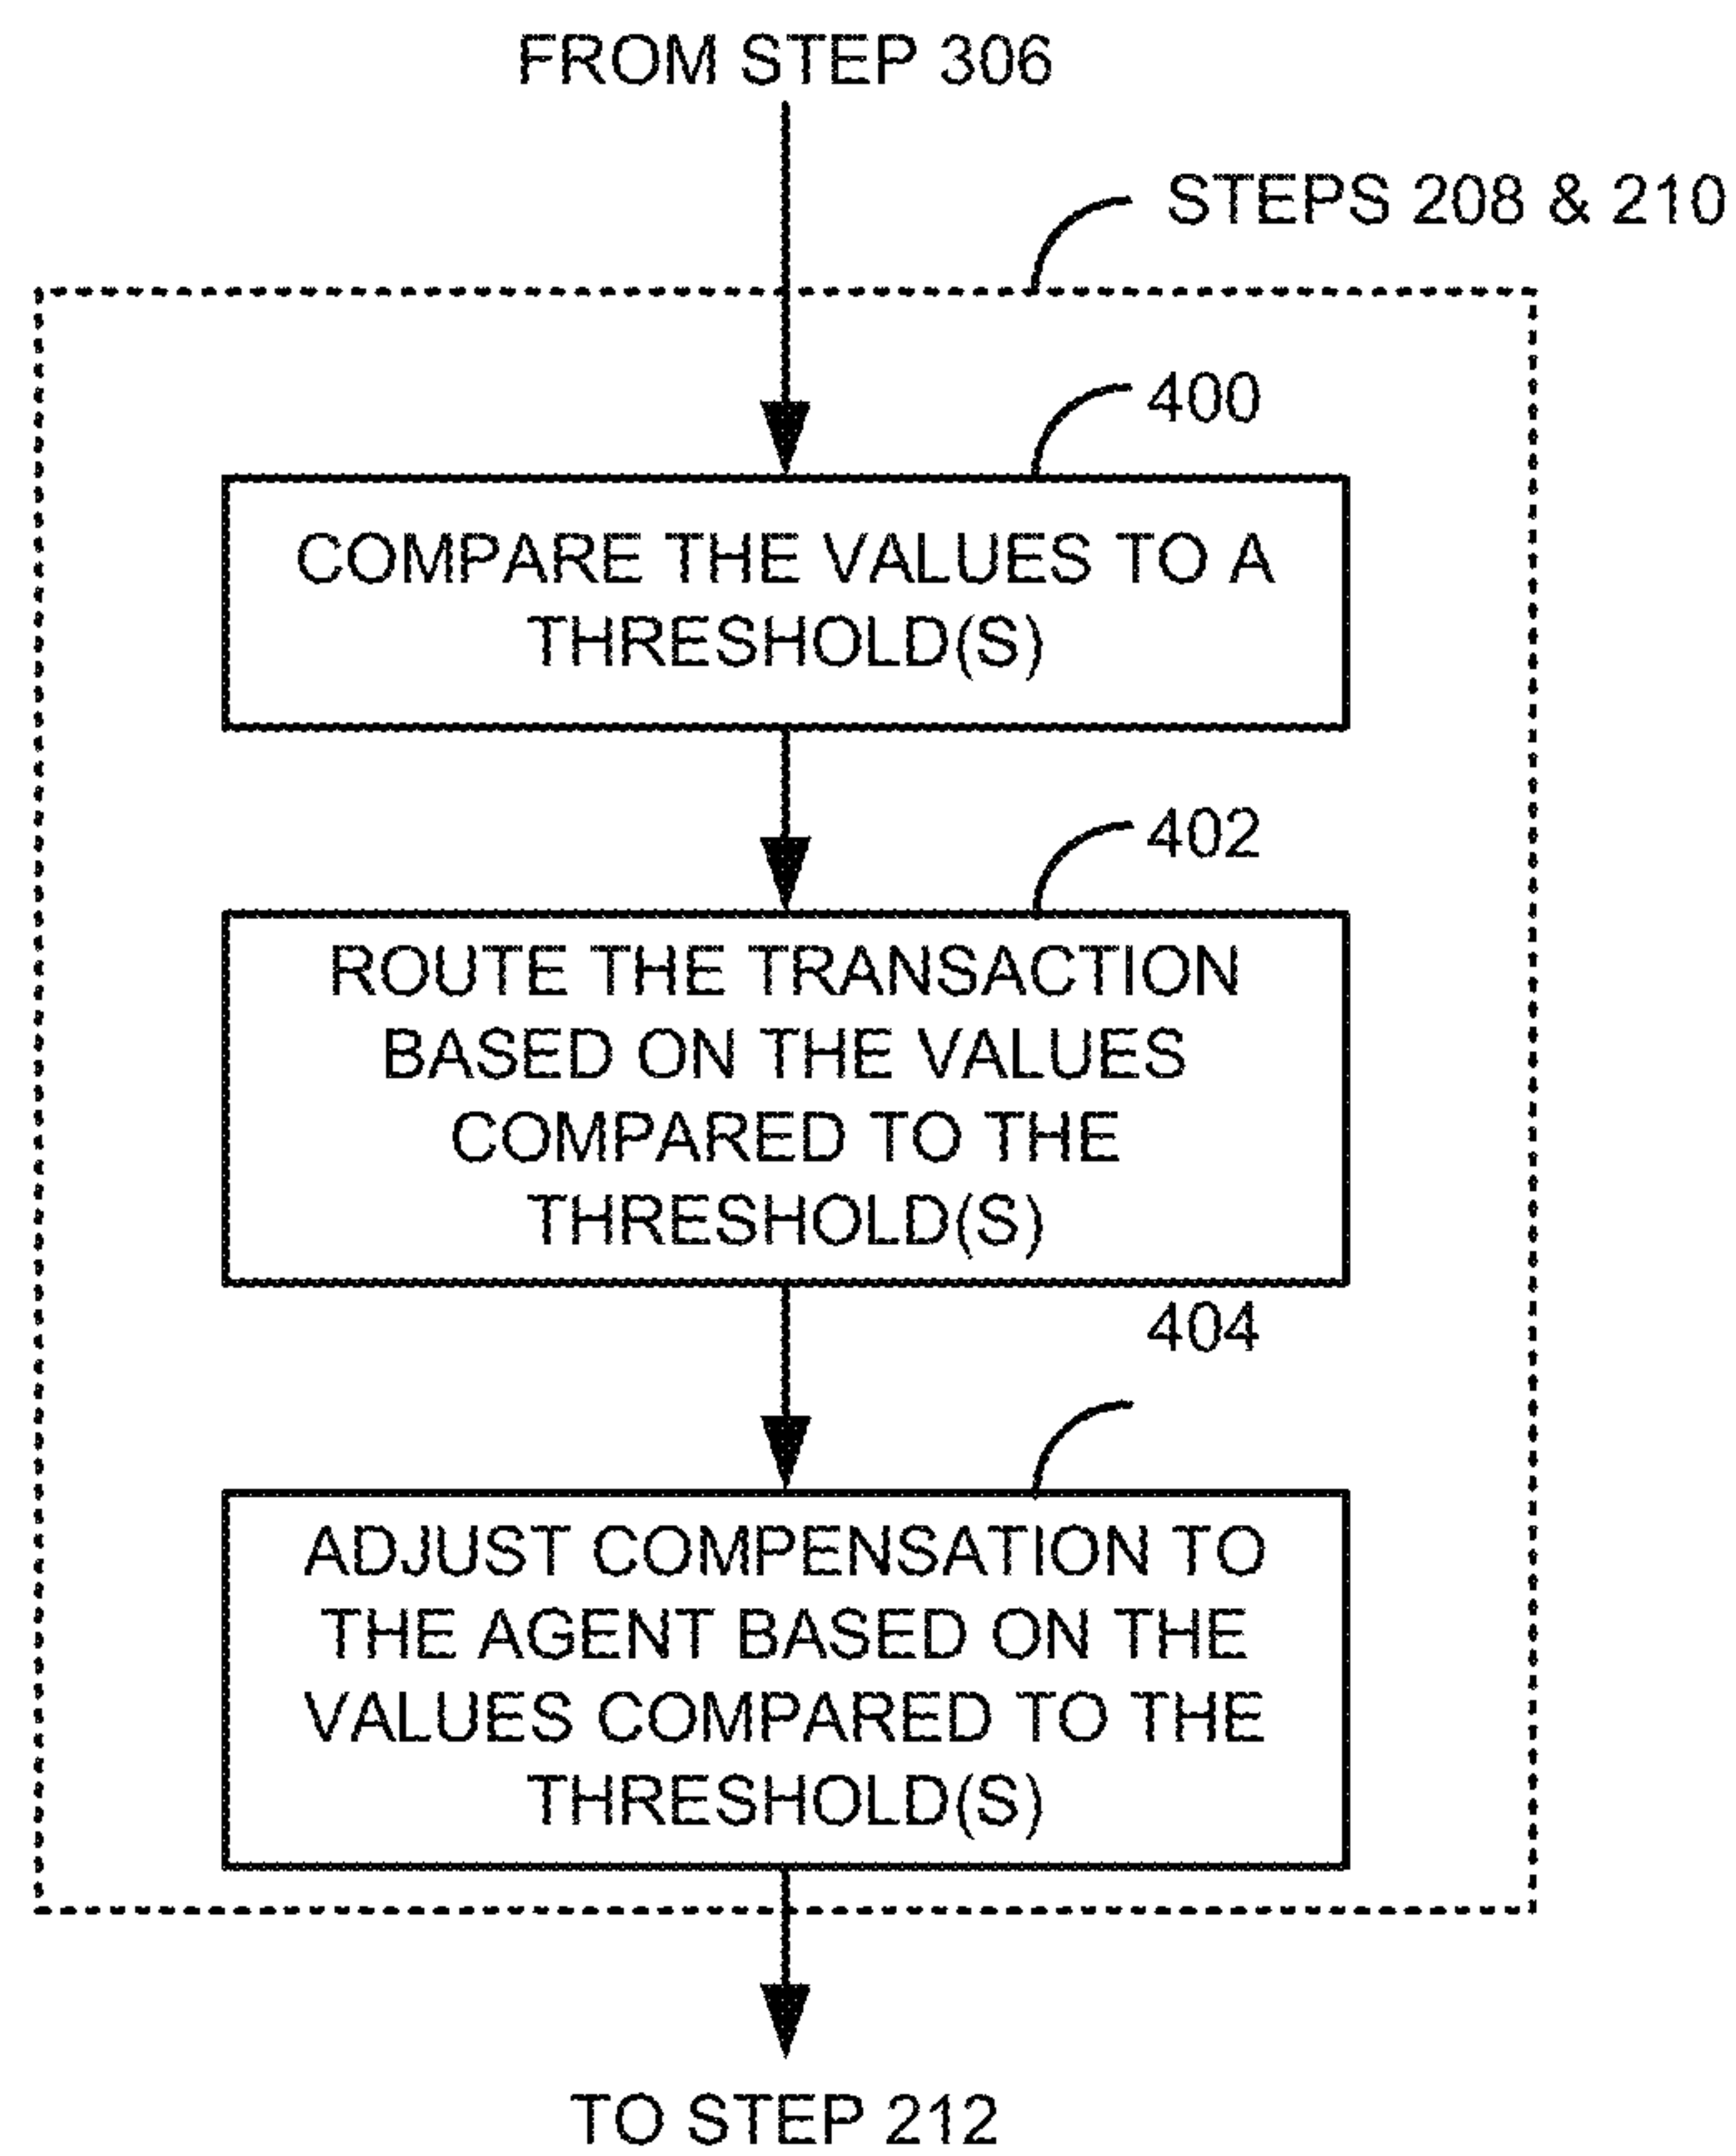 FROM STEP 306
STEPS 208 & 210
400
COMPARE THE VALUES TO A
THRESHOLD(S)
402
ROUTE THE TRANSACTION
BASED ON THE VALUES
COMPARED TO THE
THRESHOLD(S)
404
ADJUST COMPENSATION TO
THE AGENT BASED ON THE
VALUES COMPARED TO THE
THRESHOLD(S)
TO STEP 212